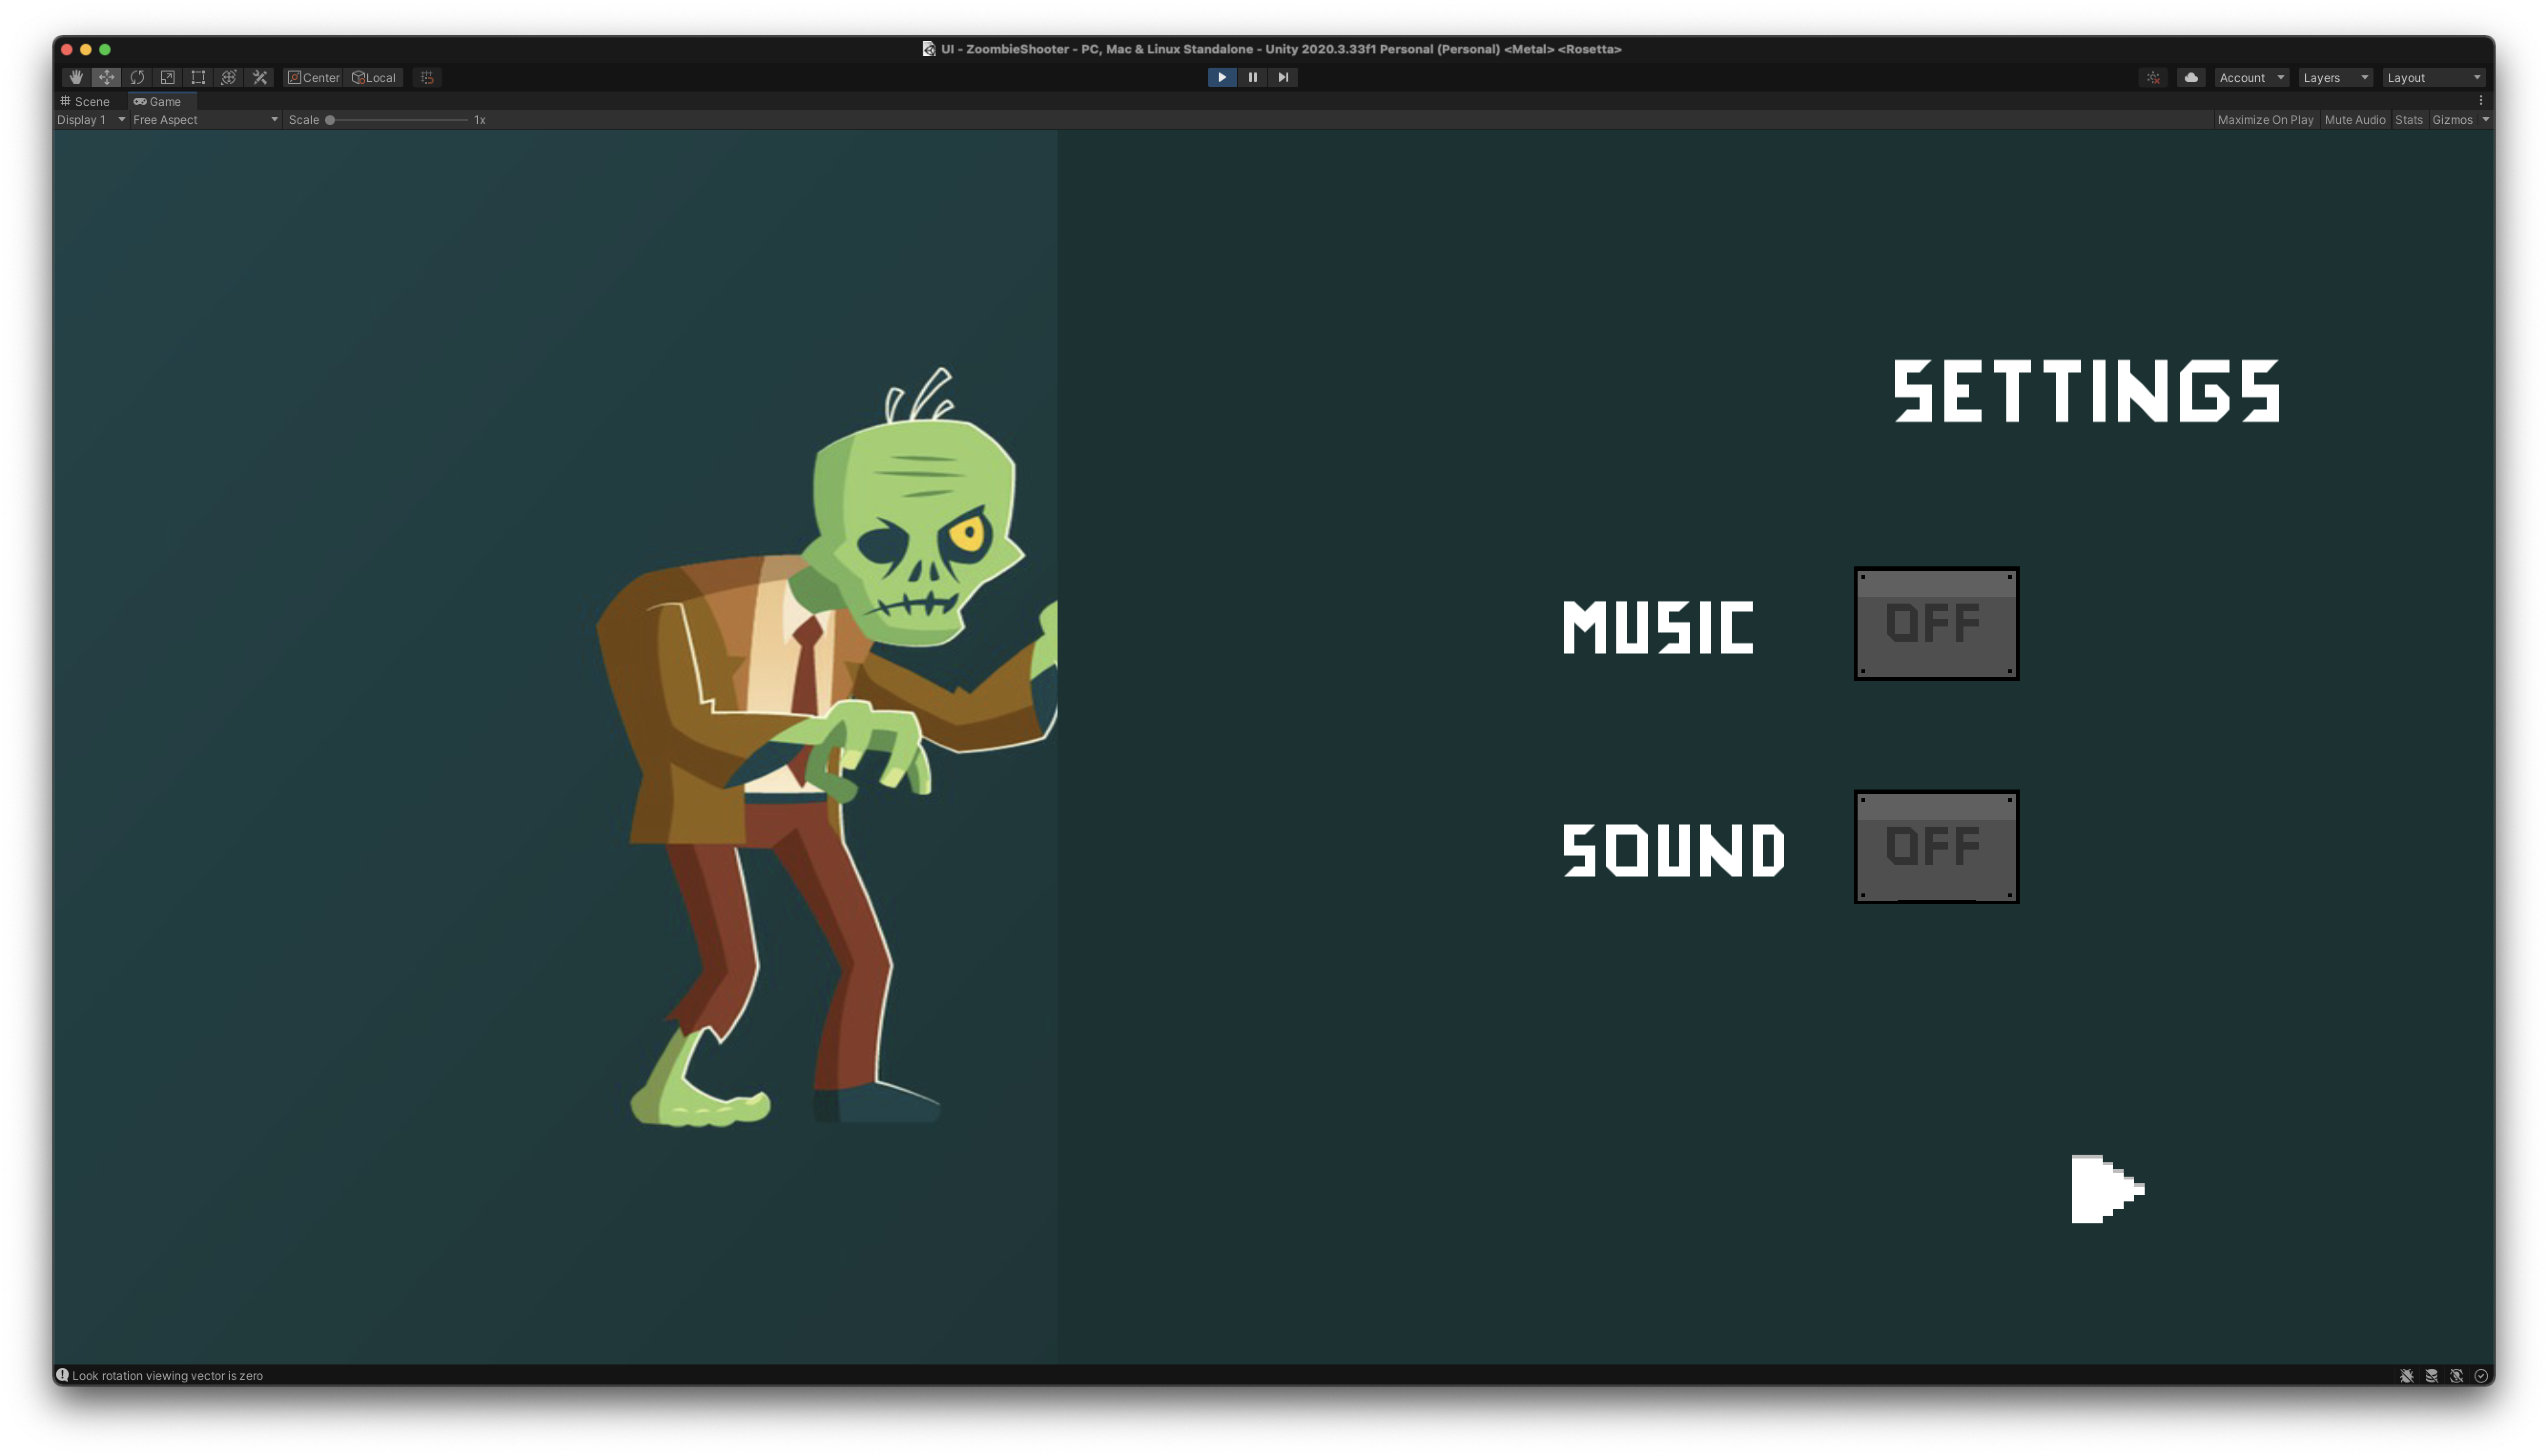 UI - ZoombieShooter - PC, Mac & Linux Standalone - Unity 2020.3.33f1 Personal (Personal) <Metal> <Rosetta>
Center Local Account Layers Layout
Scene Game
Display 1 Free Aspect Scale 1x Maximize On Play Mute Audio Stats Gizmos
SETTINGS
MUSIC OFF
SOUND OFF
Look rotation viewing vector is zero